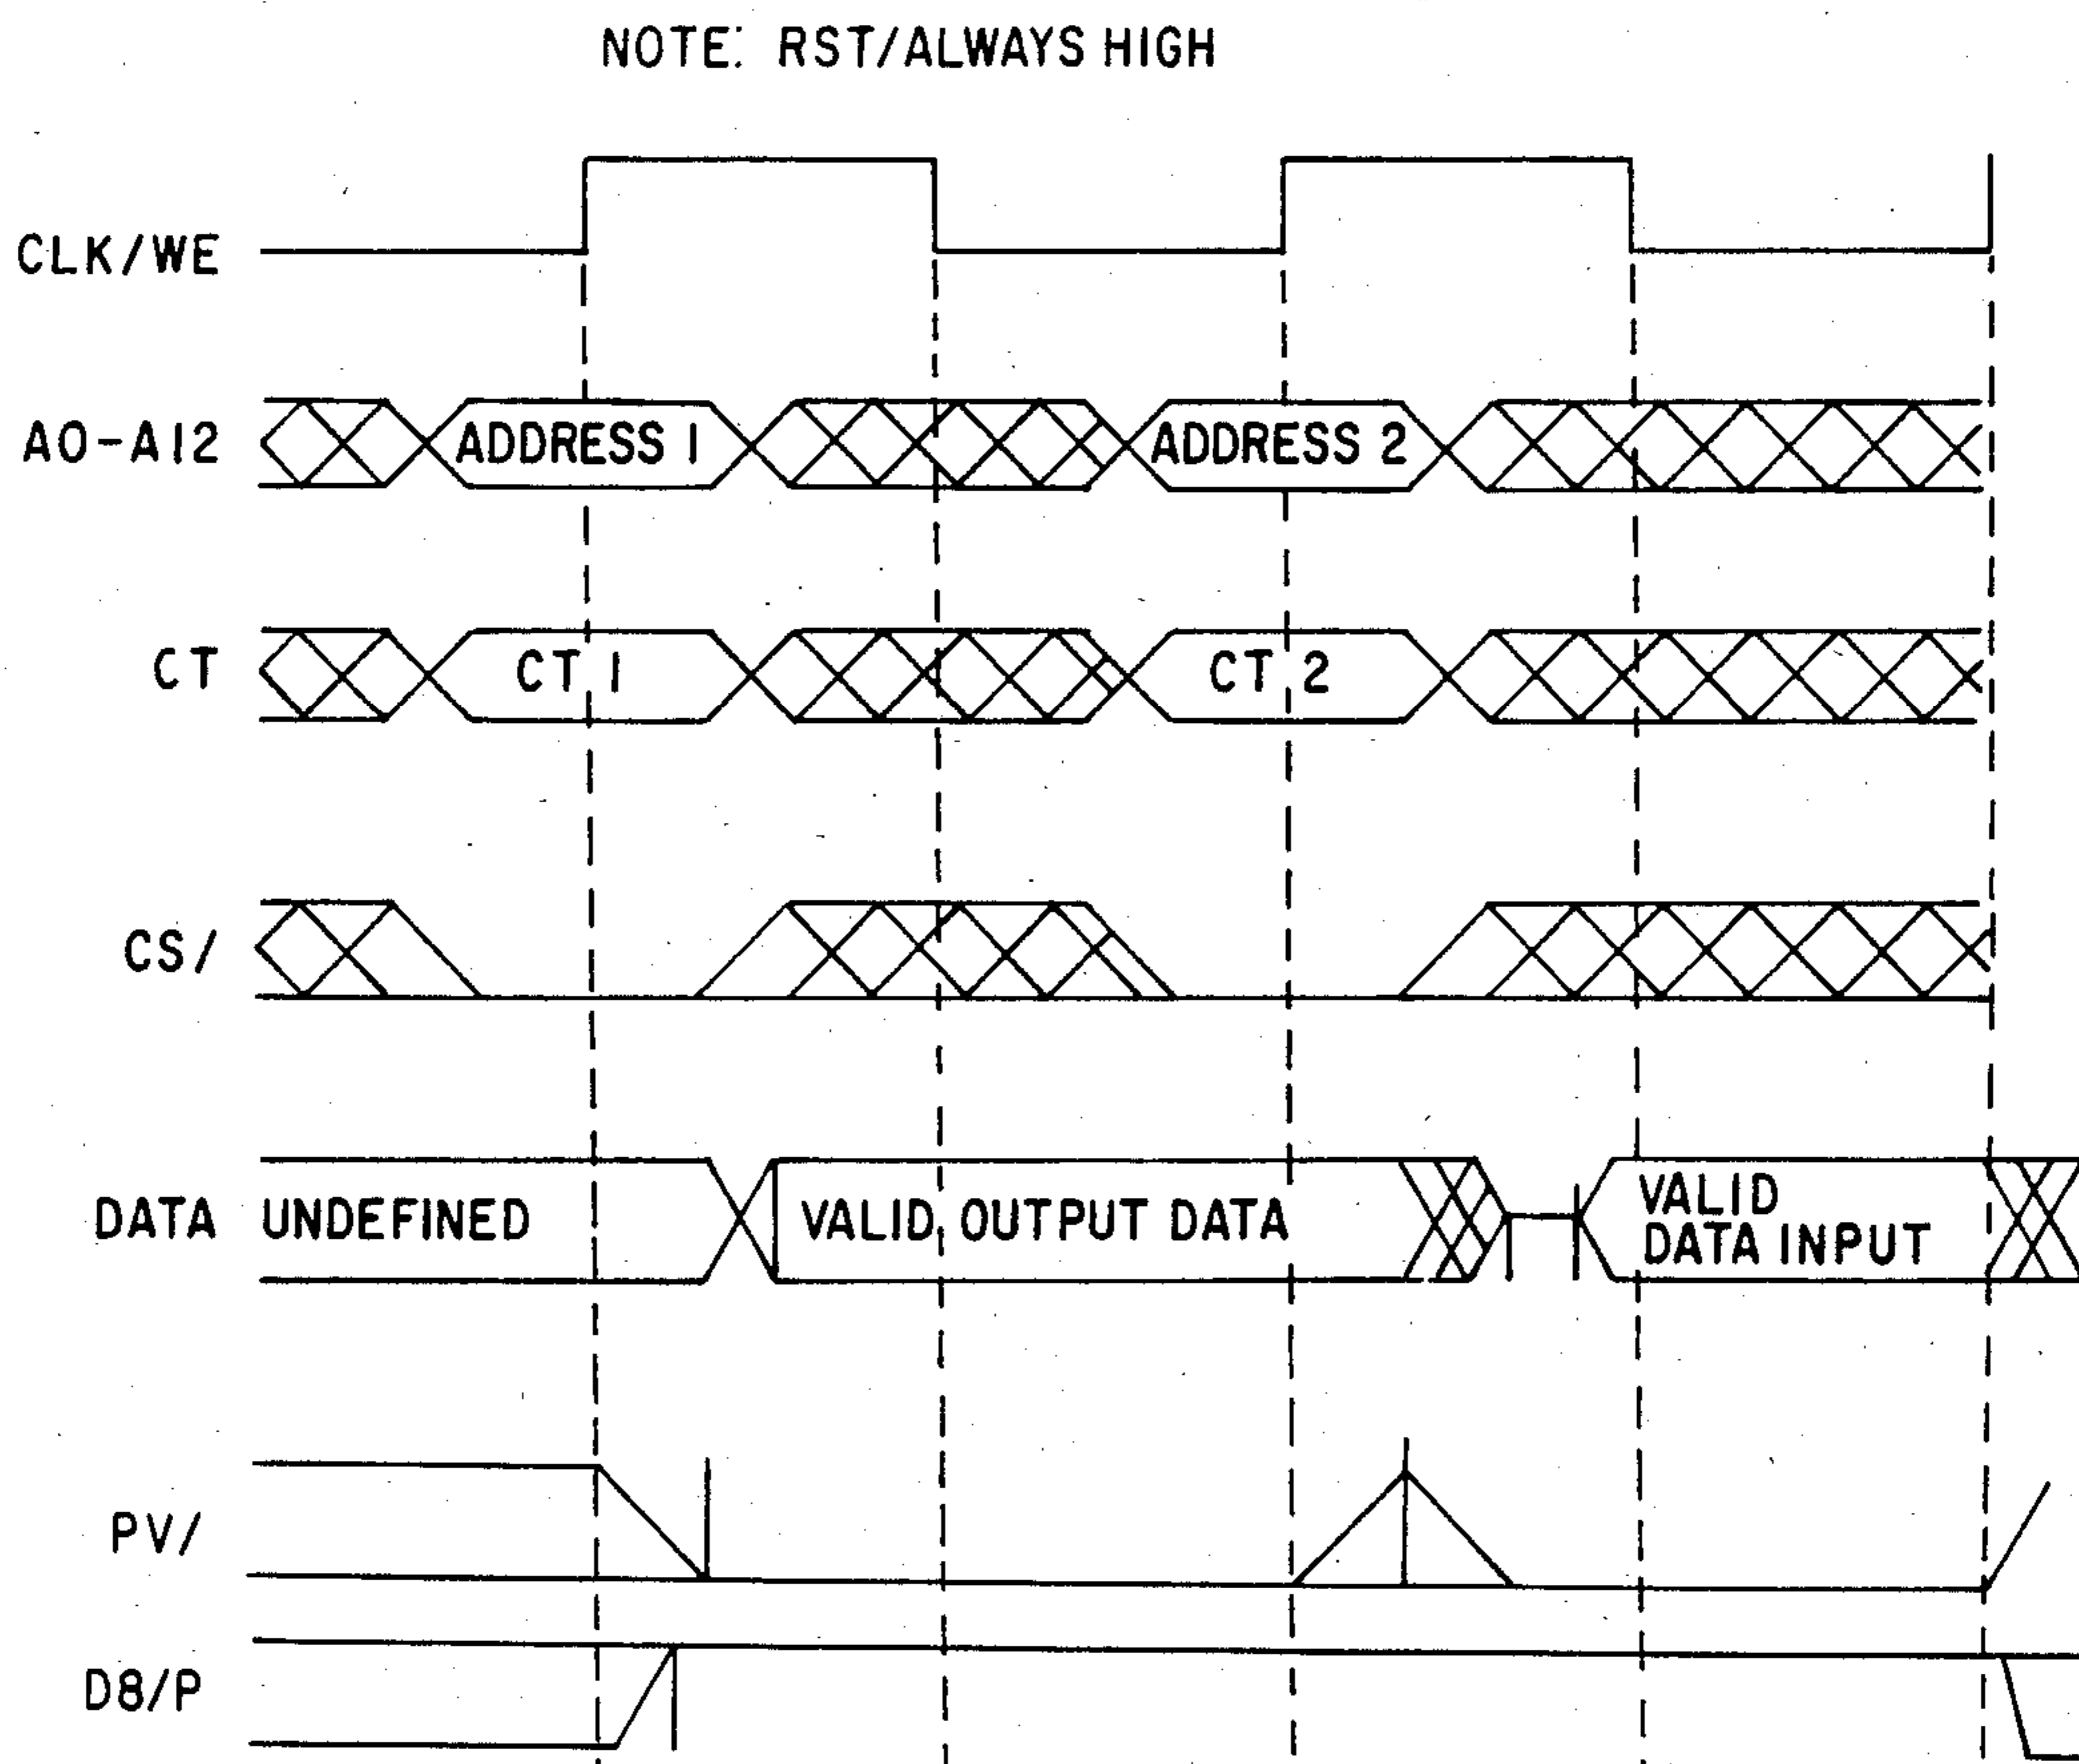 NOTE: RST/ALWAYS HIGH
CLK/WE
A0-A12 ADDRESS 1 ADDRESS 2
CT CT 1 CT 2
CS/
DATA UNDEFINED VALID OUTPUT DATA VALID
DATA INPUT
PV/
D8/P